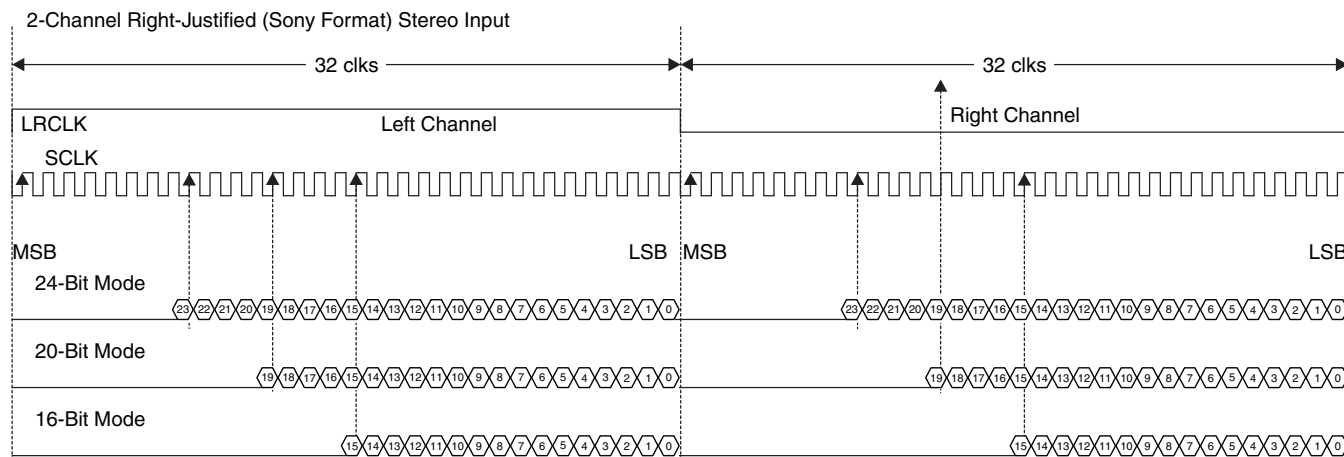 2-Channel Right-Justified (Sony Format) Stereo Input
32 clks 32 clks
LRCLK Left Channel Right Channel
SCLK
MSB LSB MSB LSB
24-Bit Mode
23 22 21 20 19 18 17 16 15 14 13 12 11 10 9 8 7 6 5 4 3 2 1 0 23 22 21 20 19 18 17 16 15 14 13 12 11 10 9 8 7 6 5 4 3 2 1 0
20-Bit Mode
19 18 17 16 15 14 13 12 11 10 9 8 7 6 5 4 3 2 1 0 19 18 17 16 15 14 13 12 11 10 9 8 7 6 5 4 3 2 1 0
16-Bit Mode
15 14 13 12 11 10 9 8 7 6 5 4 3 2 1 0 15 14 13 12 11 10 9 8 7 6 5 4 3 2 1 0